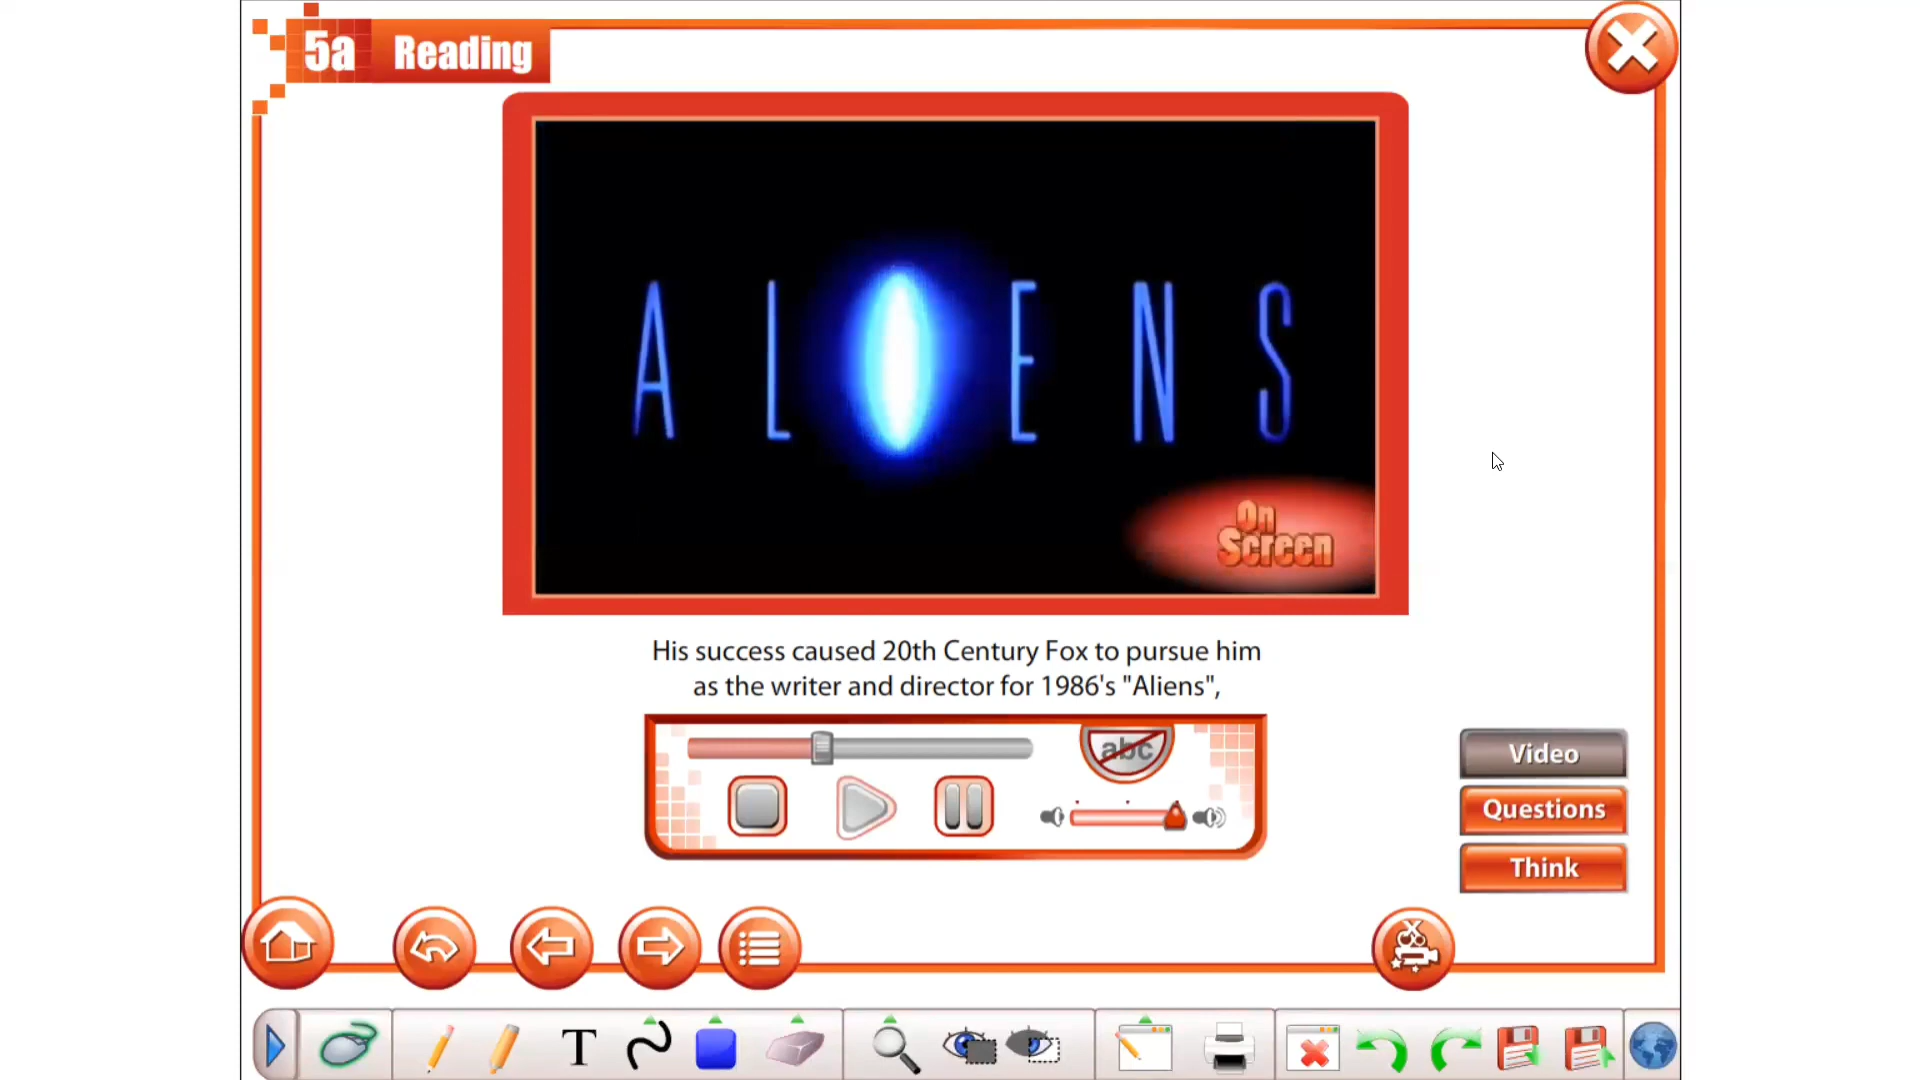 5a Reading
A L I E N S
On
Screen
His success caused 20th Century Fox to pursue him
as the writer and director for 1986's "Aliens",
abc
Video
Questions
Think
T